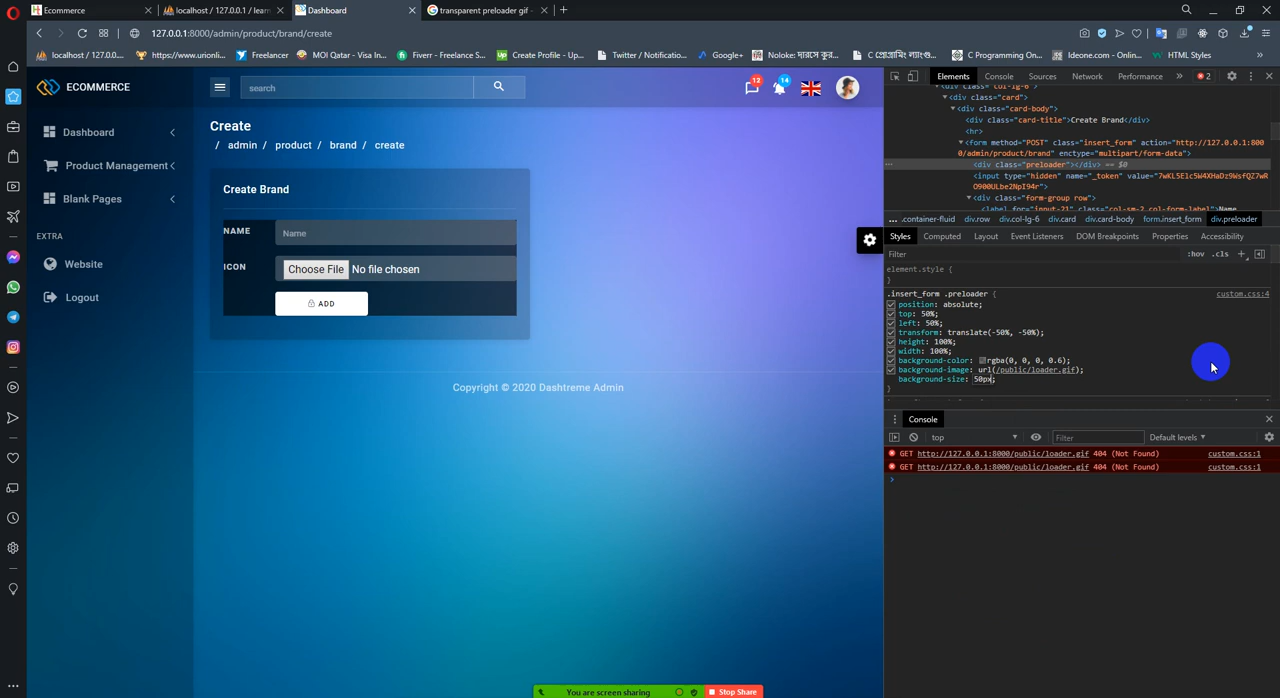 Ecommerce
localhost / 127.0.0.1 / lear
Dashboard
transparent preloader gif -
127.0.0.1:8000/admin/product/brand/create
localhost / 127.0.0....
https://www.urionli...
Freelancer
MOI Qatar - Visa In...
Fiverr - Freelance S...
Create Profile - Up...
Twitter / Notificatio...
Google+
C Programming On...
Ideone.com - Onlin...
HTML Styles
ECOMMERCE
search
12
14
Dashboard
Product Management
Blank Pages
EXTRA
Website
Logout
Create
/ admin / product / brand / create
Create Brand
NAME
Name
ICON
Choose File No file chosen
ADD
Copyright © 2020 Dashtreme Admin
Elements Console Sources Network Performance » 2
<div class="card">
<div class="card-body">
<div class="card-title">Create Brand</div>
<hr>
<form method="POST" class="insert_form" action="http://127.0.0.1:800
0/admin/product/brand" enctype="multipart/form-data">
<div class="preloader"></div> == $0
<div class="form-group row">
... .container-fluid div.row div.col-lg-6 div.card div.card-body form.insert_form div.preloader
Styles Computed Layout Event Listeners DOM Breakpoints Properties Accessibility
Filter :hov .cls +
element.style {
}
.insert_form .preloader { custom.css:4
position: absolute;
top: 50%;
left: 50%;
transform: translate(-50%, -50%);
height: 100%;
width: 100%;
background-color: rgba(0, 0, 0, 0.6);
background-image: url(/public/loader.gif);
background-size: 50px;
}
Console
top Filter Default levels
GET http://127.0.0.1:8000/public/loader.gif 404 (Not Found) custom.css:1
GET http://127.0.0.1:8000/public/loader.gif 404 (Not Found) custom.css:1
You are screen sharing Stop Share